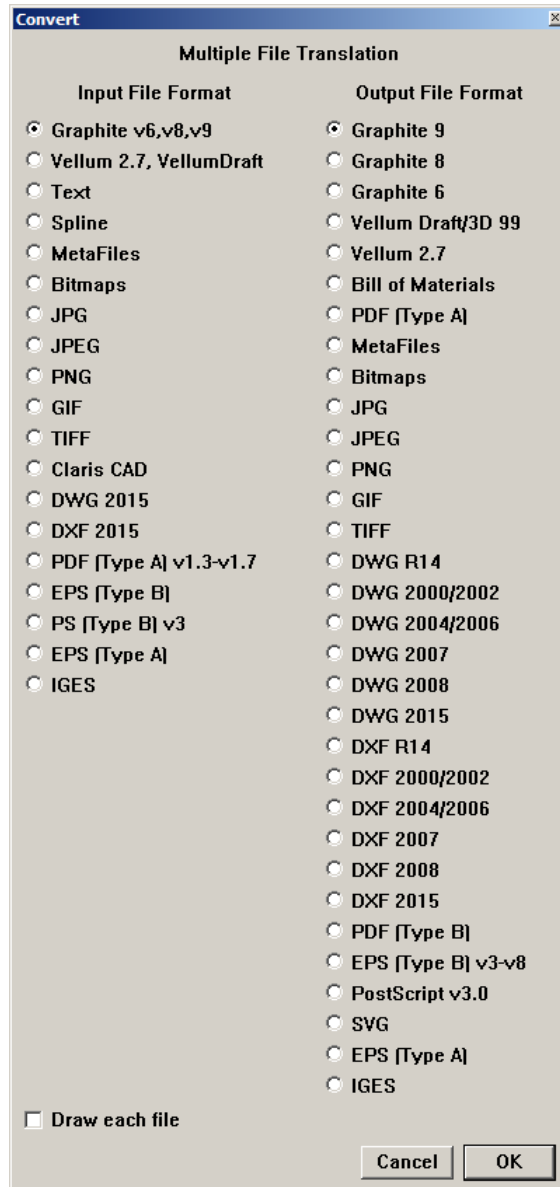 Convert
Multiple File Translation
Input File Format
Graphite v6,v8,v9
Vellum 2.7, VellumDraft
Text
Spline
MetaFiles
Bitmaps
JPG
JPEG
PNG
GIF
TIFF
Claris CAD
DWG 2015
DXF 2015
PDF (Type A) v1.3-v1.7
EPS (Type B)
PS (Type B) v3
EPS (Type A)
IGES
Output File Format
Graphite 9
Graphite 8
Graphite 6
Vellum Draft/3D 99
Vellum 2.7
Bill of Materials
PDF (Type A)
MetaFiles
Bitmaps
JPG
JPEG
PNG
GIF
TIFF
DWG R14
DWG 2000/2002
DWG 2004/2006
DWG 2007
DWG 2008
DWG 2015
DXF R14
DXF 2000/2002
DXF 2004/2006
DXF 2007
DXF 2008
DXF 2015
PDF (Type B)
EPS (Type B) v3-v8
PostScript v3.0
SVG
EPS (Type A)
IGES
Draw each file
Cancel
OK